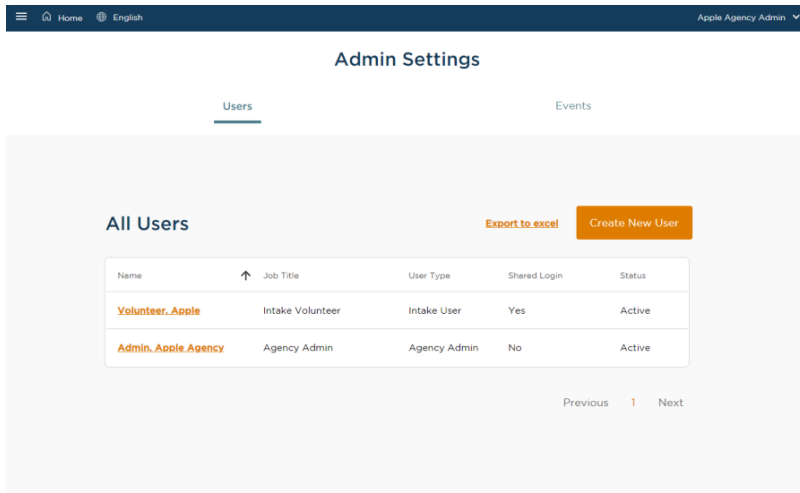 Home English Apple Agency Admin
Admin Settings
Users Events
All Users Export to excel Create New User
Name Job Title User Type Shared Login Status
Volunteer, Apple Intake Volunteer Intake User Yes Active
Admin, Apple Agency Agency Admin Agency Admin No Active
Previous 1 Next